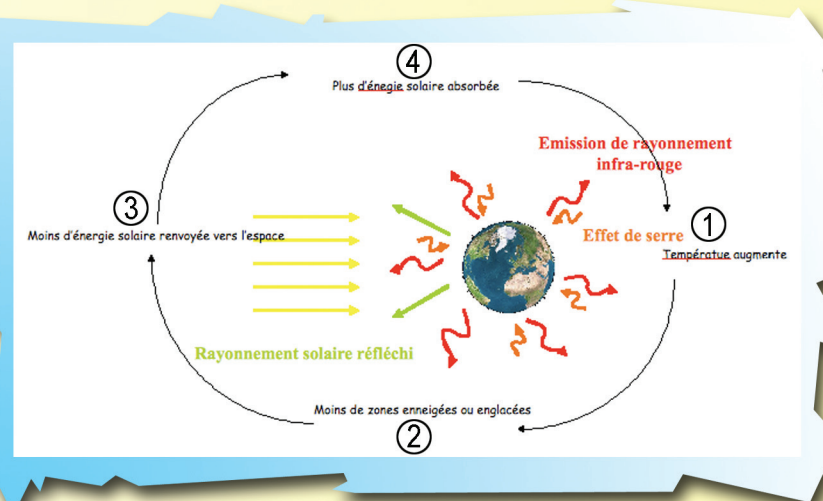 ④
Plus d'énegie solaire absorbée
Emission de rayonnement
infra-rouge
③
Moins d'énergie solaire renvoyée vers l'espace
Effet de serre
①
Températue augmente
Rayonnement solaire réfléchi
Moins de zones enneigées ou englacées
②